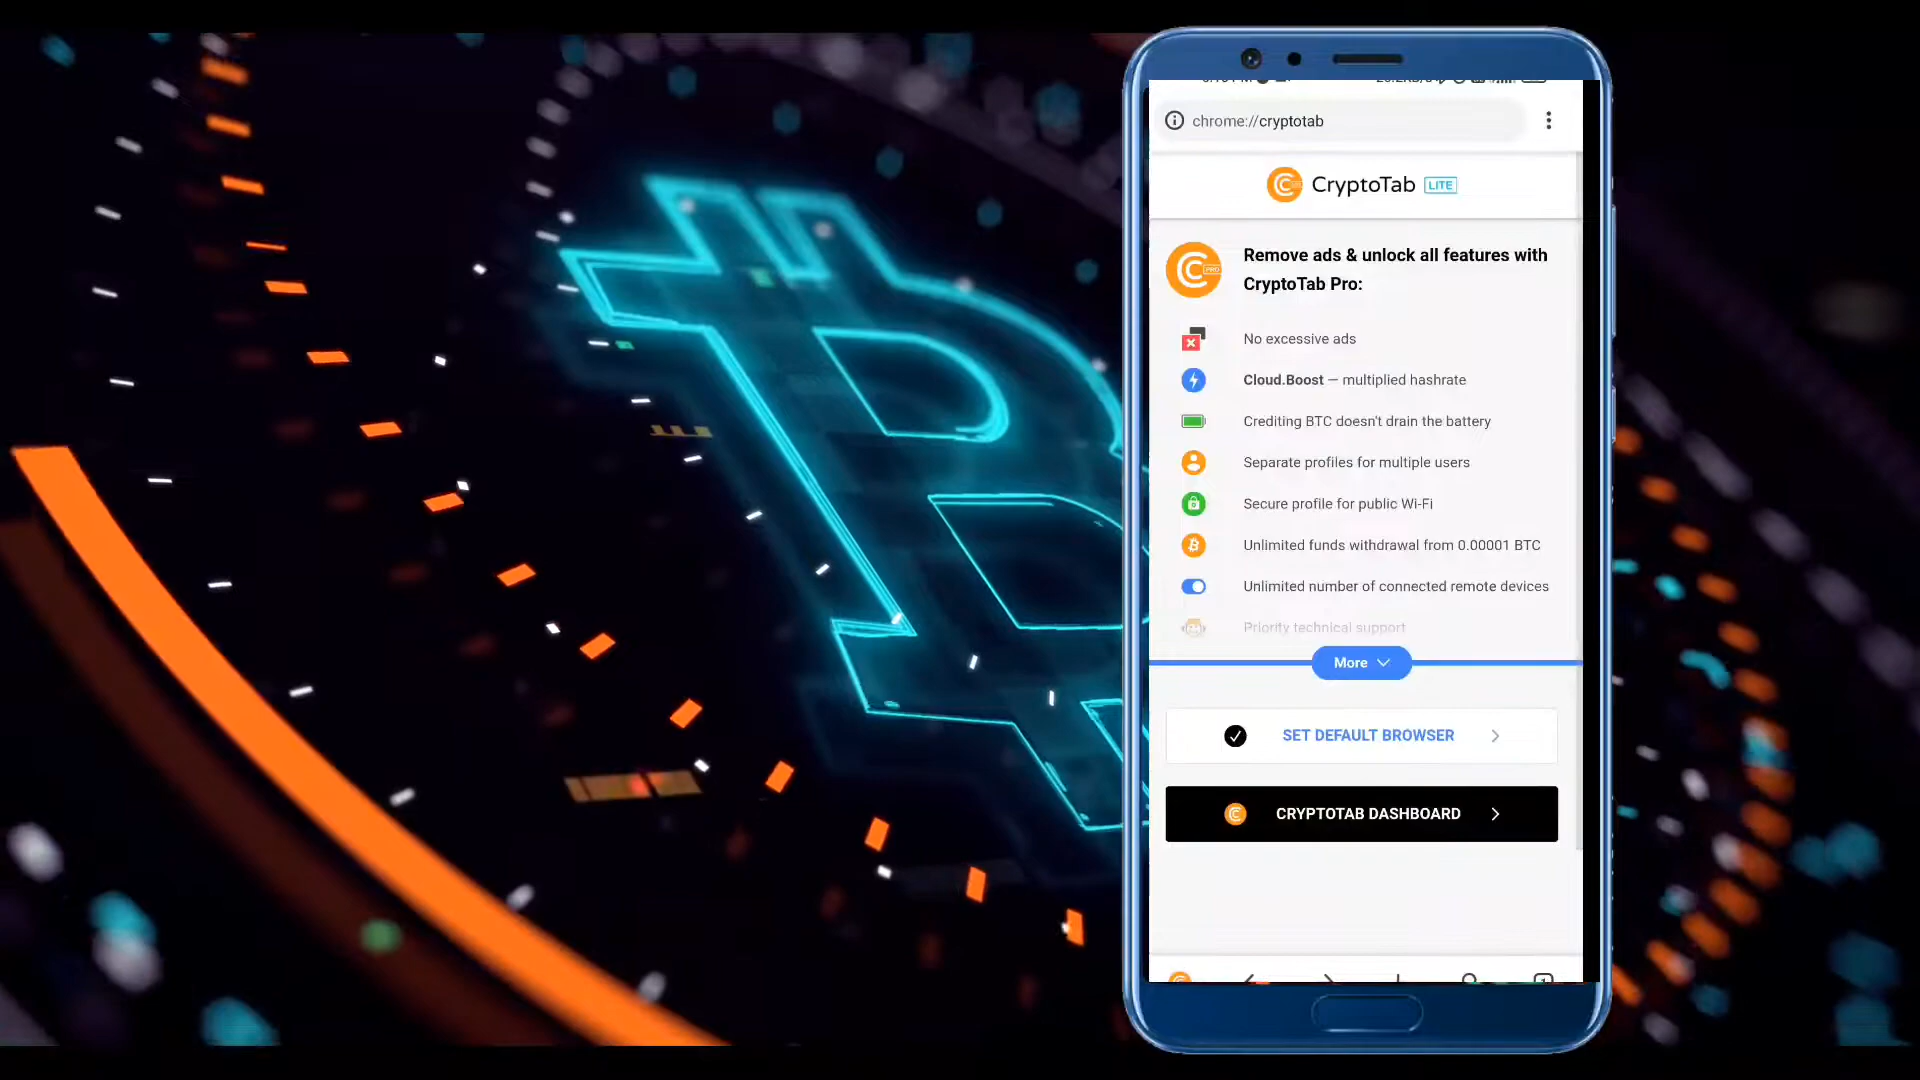 chrome://cryptotab
CryptoTab LITE
Remove ads & unlock all features with
CryptoTab Pro:
No excessive ads
Cloud.Boost — multiplied hashrate
Crediting BTC doesn't drain the battery
Separate profiles for multiple users
Secure profile for public Wi-Fi
Unlimited funds withdrawal from 0.00001 BTC
Unlimited number of connected remote devices
Priority technical support
More
SET DEFAULT BROWSER
CRYPTOTAB DASHBOARD